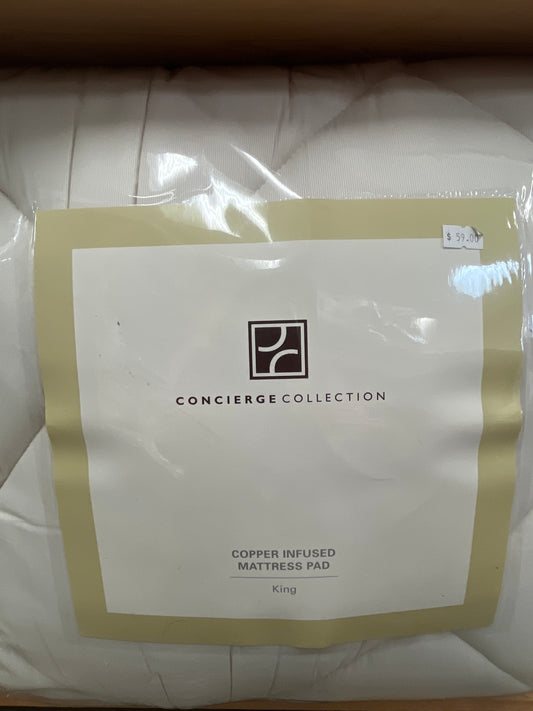 $ 59.00
CONCIERGE COLLECTION
COPPER INFUSED
MATTRESS PAD
King